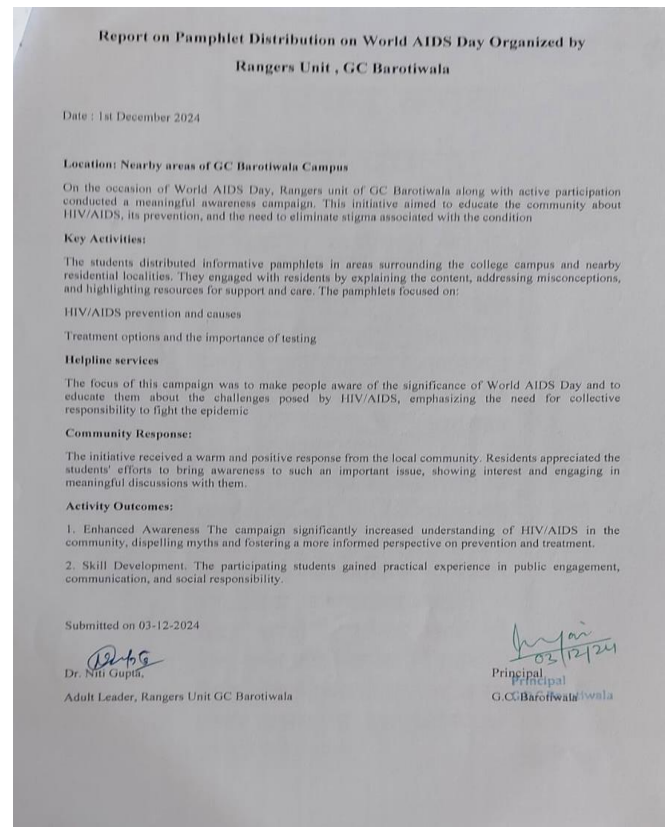 Report on Pamphlet Distribution on World AIDS Day Organized by
Rangers Unit , GC Barotiwala
Date : 1st December 2024
Location: Nearby areas of GC Barotiwala Campus
On the occasion of World AIDS Day, Rangers unit of GC Barotiwala along with active participation
conducted a meaningful awareness campaign. This initiative aimed to educate the community about
HIV/AIDS, its prevention, and the need to eliminate stigma associated with the condition
Key Activities:
The students distributed informative pamphlets in areas surrounding the college campus and nearby
residential localities. They engaged with residents by explaining the content, addressing misconceptions,
and highlighting resources for support and care. The pamphlets focused on:
HIV/AIDS prevention and causes
Treatment options and the importance of testing
Helpline services
The focus of this campaign was to make people aware of the significance of World AIDS Day and to
educate them about the challenges posed by HIV/AIDS, emphasizing the need for collective
responsibility to fight the epidemic
Community Response:
The initiative received a warm and positive response from the local community. Residents appreciated the
students' efforts to bring awareness to such an important issue, showing interest and engaging in
meaningful discussions with them.
Activity Outcomes:
1. Enhanced Awareness The campaign significantly increased understanding of HIV/AIDS in the
community, dispelling myths and fostering a more informed perspective on prevention and treatment.
2. Skill Development. The participating students gained practical experience in public engagement,
communication, and social responsibility.
Submitted on 03-12-2024
03/12/24
Dr. Niti Gupta,
Principal
Principal
Adult Leader, Rangers Unit GC Barotiwala
G.C. Barotiwala